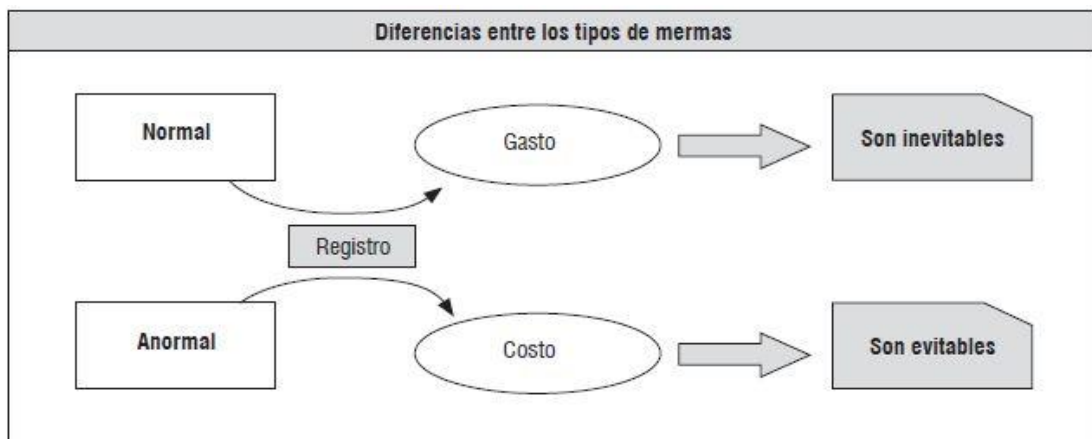 Diferencias entre los tipos de mermas
Normal
Gasto
Son inevitables
Registro
Anormal
Costo
Son evitables